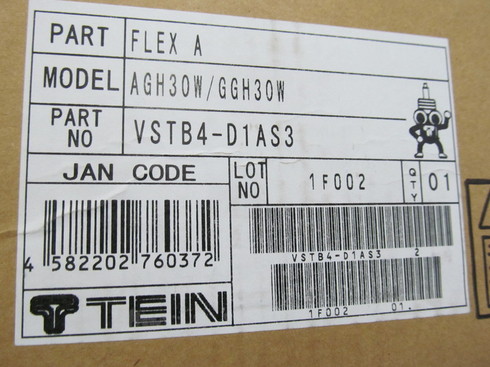 PART FLEX A
MODEL AGH30W/GGH30W
PART NO VSTB4-D1AS3
JAN CODE
LOT NO 1F002 QTY 01
4 582202 760372
VSTB4-D1AS3 2
TEIN
1F002 01.